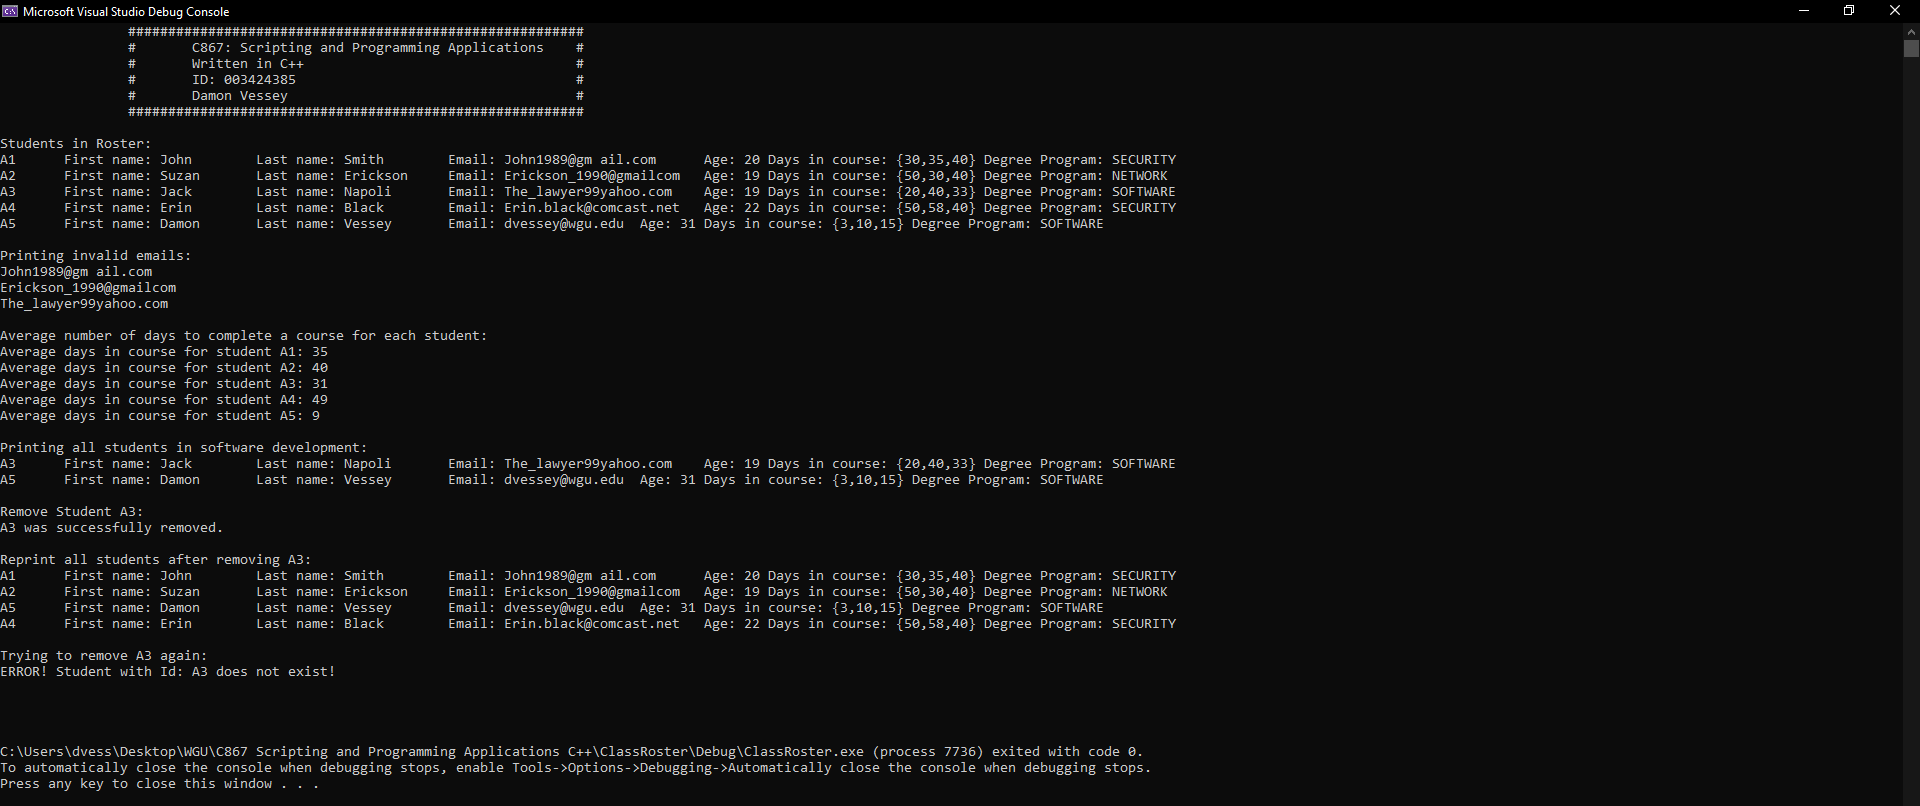 Microsoft Visual Studio Debug Console
#########################################################
# C867: Scripting and Programming Applications #
# Written in C++ #
# ID: 003424385 #
# Damon Vessey #
#########################################################
Students in Roster:
A1 First name: John Last name: Smith Email: John1989@gm ail.com Age: 20 Days in course: {30,35,40} Degree Program: SECURITY
A2 First name: Suzan Last name: Erickson Email: Erickson_1990@gmailcom Age: 19 Days in course: {50,30,40} Degree Program: NETWORK
A3 First name: Jack Last name: Napoli Email: The_lawyer99yahoo.com Age: 19 Days in course: {20,40,33} Degree Program: SOFTWARE
A4 First name: Erin Last name: Black Email: Erin.black@comcast.net Age: 22 Days in course: {50,58,40} Degree Program: SECURITY
A5 First name: Damon Last name: Vessey Email: dvessey@wgu.edu Age: 31 Days in course: {3,10,15} Degree Program: SOFTWARE
Printing invalid emails:
John1989@gm ail.com
Erickson_1990@gmailcom
The_lawyer99yahoo.com
Average number of days to complete a course for each student:
Average days in course for student A1: 35
Average days in course for student A2: 40
Average days in course for student A3: 31
Average days in course for student A4: 49
Average days in course for student A5: 9
Printing all students in software development:
A3 First name: Jack Last name: Napoli Email: The_lawyer99yahoo.com Age: 19 Days in course: {20,40,33} Degree Program: SOFTWARE
A5 First name: Damon Last name: Vessey Email: dvessey@wgu.edu Age: 31 Days in course: {3,10,15} Degree Program: SOFTWARE
Remove Student A3:
A3 was successfully removed.
Reprint all students after removing A3:
A1 First name: John Last name: Smith Email: John1989@gm ail.com Age: 20 Days in course: {30,35,40} Degree Program: SECURITY
A2 First name: Suzan Last name: Erickson Email: Erickson_1990@gmailcom Age: 19 Days in course: {50,30,40} Degree Program: NETWORK
A5 First name: Damon Last name: Vessey Email: dvessey@wgu.edu Age: 31 Days in course: {3,10,15} Degree Program: SOFTWARE
A4 First name: Erin Last name: Black Email: Erin.black@comcast.net Age: 22 Days in course: {50,58,40} Degree Program: SECURITY
Trying to remove A3 again:
ERROR! Student with Id: A3 does not exist!
C:\Users\dvess\Desktop\WGU\C867 Scripting and Programming Applications C++\ClassRoster\Debug\ClassRoster.exe (process 7736) exited with code 0.
To automatically close the console when debugging stops, enable Tools->Options->Debugging->Automatically close the console when debugging stops.
Press any key to close this window . . .